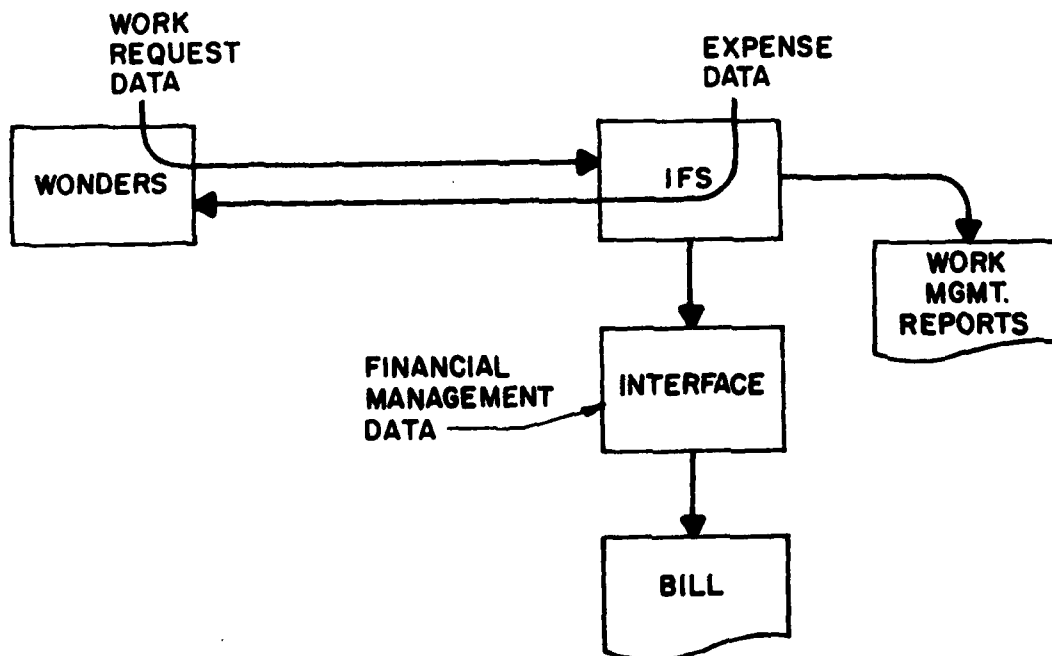 WORK
REQUEST
DATA
EXPENSE
DATA
WONDERS
IFS
WORK
MGMT.
REPORTS
FINANCIAL
MANAGEMENT
DATA
INTERFACE
BILL